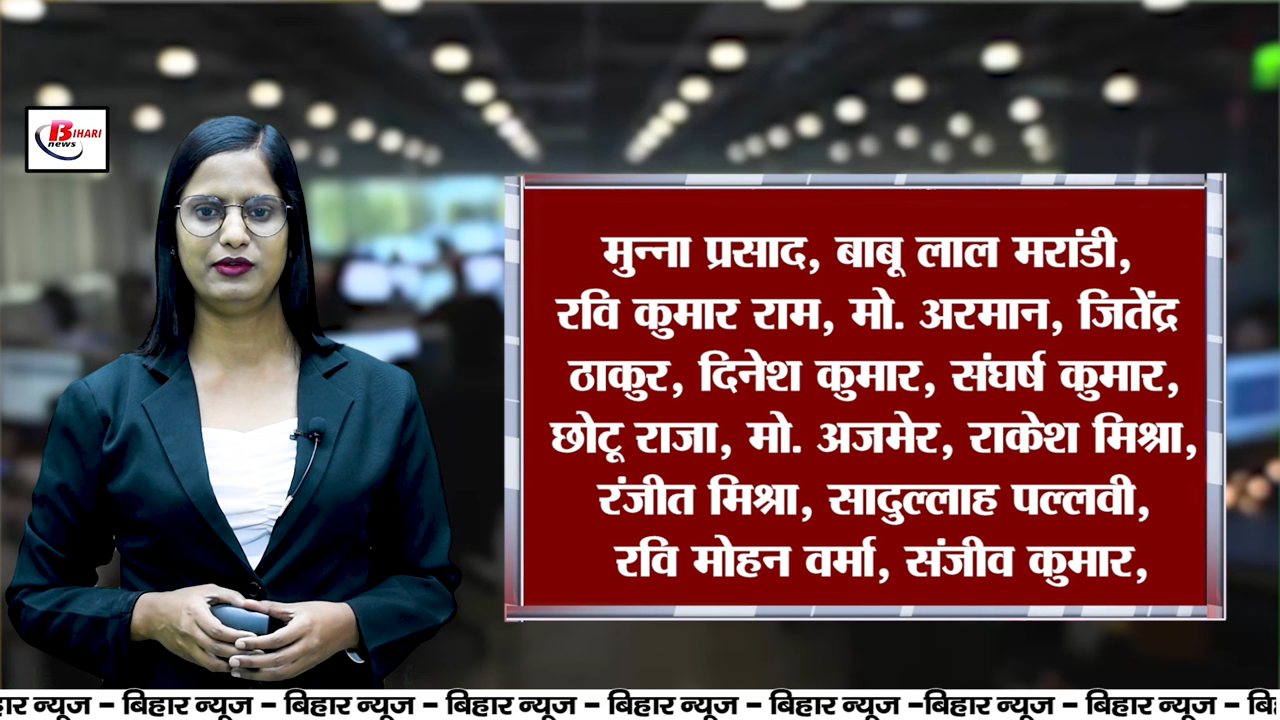 BIHARI
news
मुन्ना प्रसाद, बाबू लाल मरांडी,
रवि कुमार राम, मो. अरमान, जितेंद्र
ठाकुर, दिनेश कुमार, संघर्ष कुमार,
छोटू राजा, मो. अजमेर, राकेश मिश्रा,
रंजीत मिश्रा, सादुल्लाह पल्लवी,
रवि मोहन वर्मा, संजीव कुमार,
न्यूज – बिहार न्यूज – बिहार न्यूज – बिहार न्यूज – बिहार न्यूज – बिहार न्यूज –बिहार न्यूज – बिहार न्यूज –